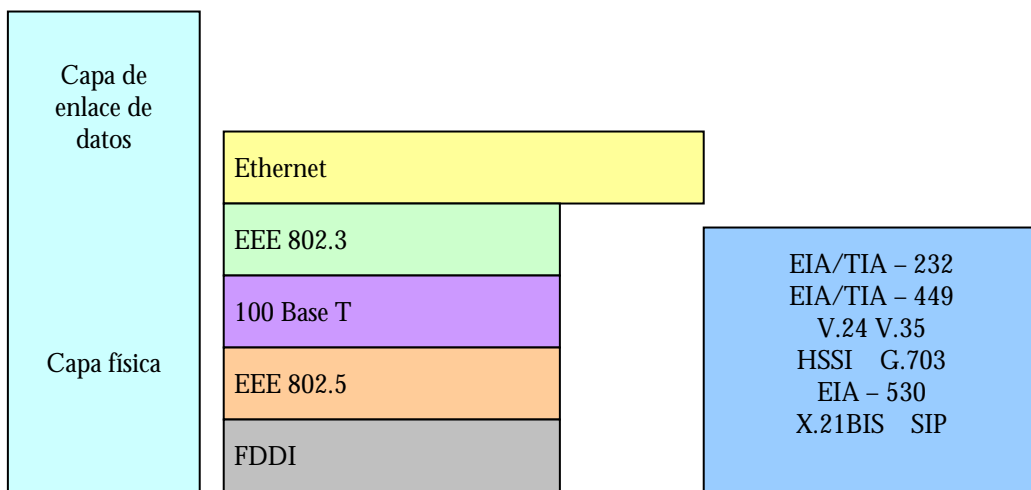 Capa de
enlace de
datos
Capa física
Ethernet
EEE 802.3
100 Base T
EEE 802.5
FDDI
EIA/TIA – 232
EIA/TIA – 449
V.24 V.35
HSSI G.703
EIA – 530
X.21BIS SIP